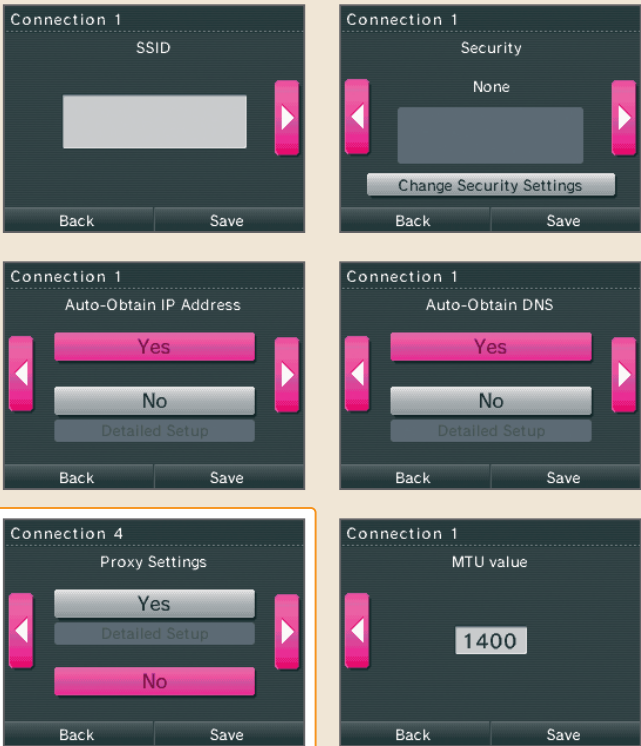 Connection 1
SSID
Back Save
Connection 1
Security
None
Change Security Settings
Back Save
Connection 1
Auto-Obtain IP Address
Yes
No
Detailed Setup
Back Save
Connection 1
Auto-Obtain DNS
Yes
No
Detailed Setup
Back Save
Connection 4
Proxy Settings
Yes
Detailed Setup
No
Back Save
Connection 1
MTU value
1400
Back Save